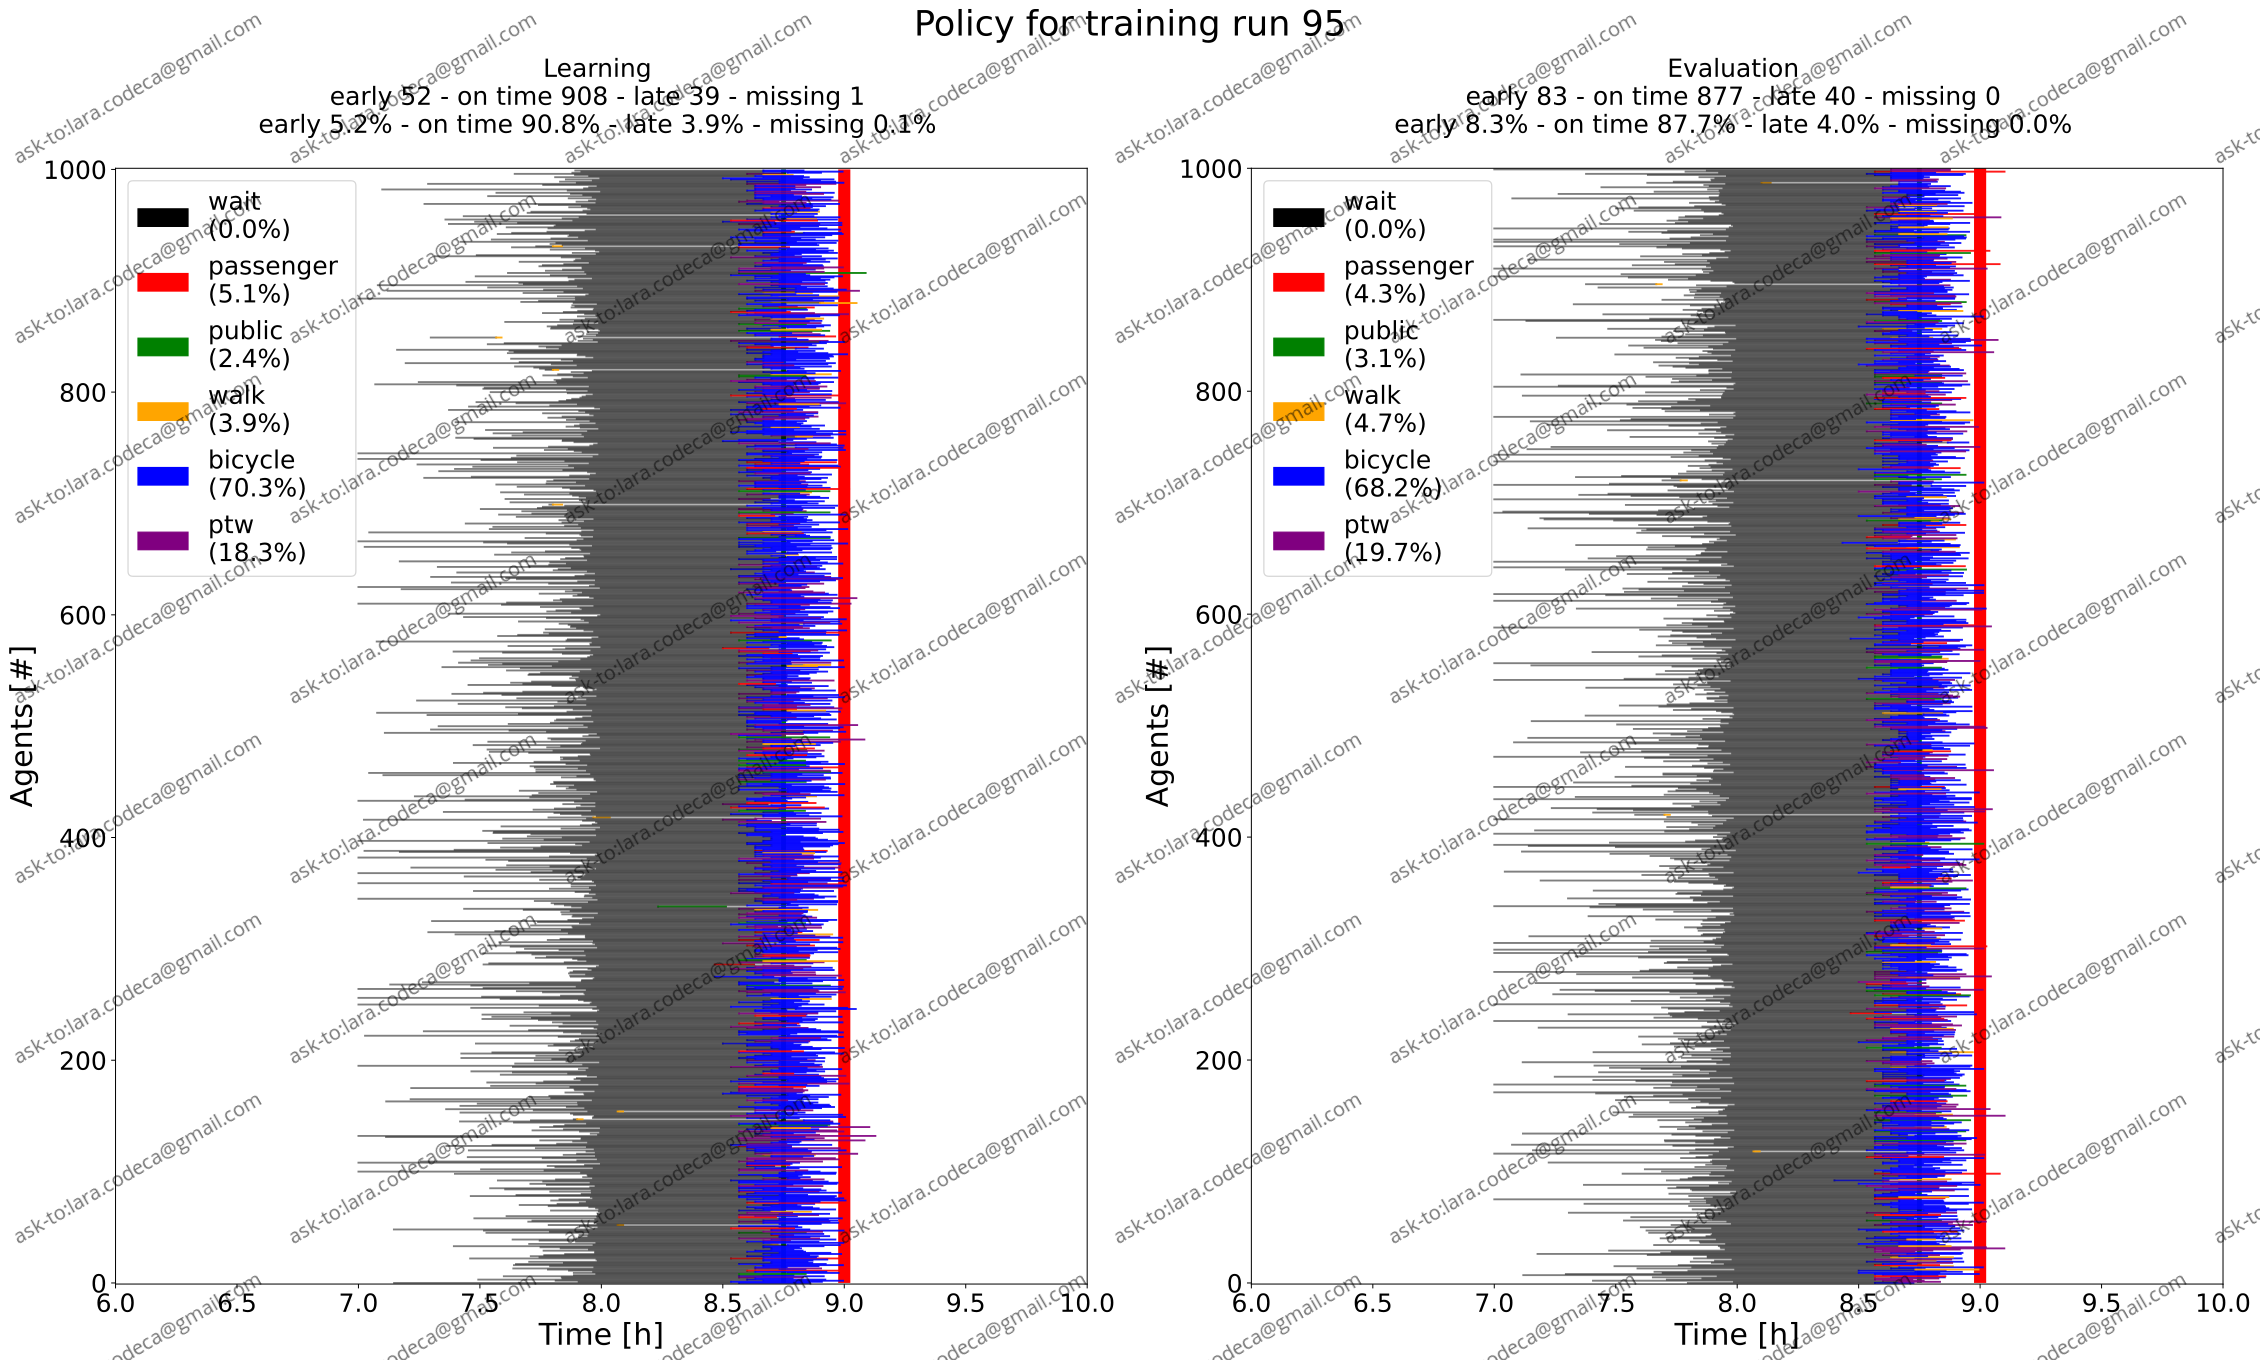 Policy for training run 95
Learning
early 52 - on time 908 - late 39 - missing 1
early 5.2% - on time 90.8% - late 3.9% - missing 0.1%
1000
800
600
400
200
0
Agents [#]
wait
(0.0%)
passenger
(5.1%)
public
(2.4%)
walk
(3.9%)
bicycle
(70.3%)
ptw
(18.3%)
6.0 6.5 7.0 7.5 8.0 8.5 9.0 9.5 10.0
Time [h]
Evaluation
early 83 - on time 877 - late 40 - missing 0
early 8.3% - on time 87.7% - late 4.0% - missing 0.0%
1000
800
600
400
200
0
Agents [#]
wait
(0.0%)
passenger
(4.3%)
public
(3.1%)
walk
(4.7%)
bicycle
(68.2%)
ptw
(19.7%)
6.0 6.5 7.0 7.5 8.0 8.5 9.0 9.5 10.0
Time [h]
ask-to:lara.codeca@gmail.com